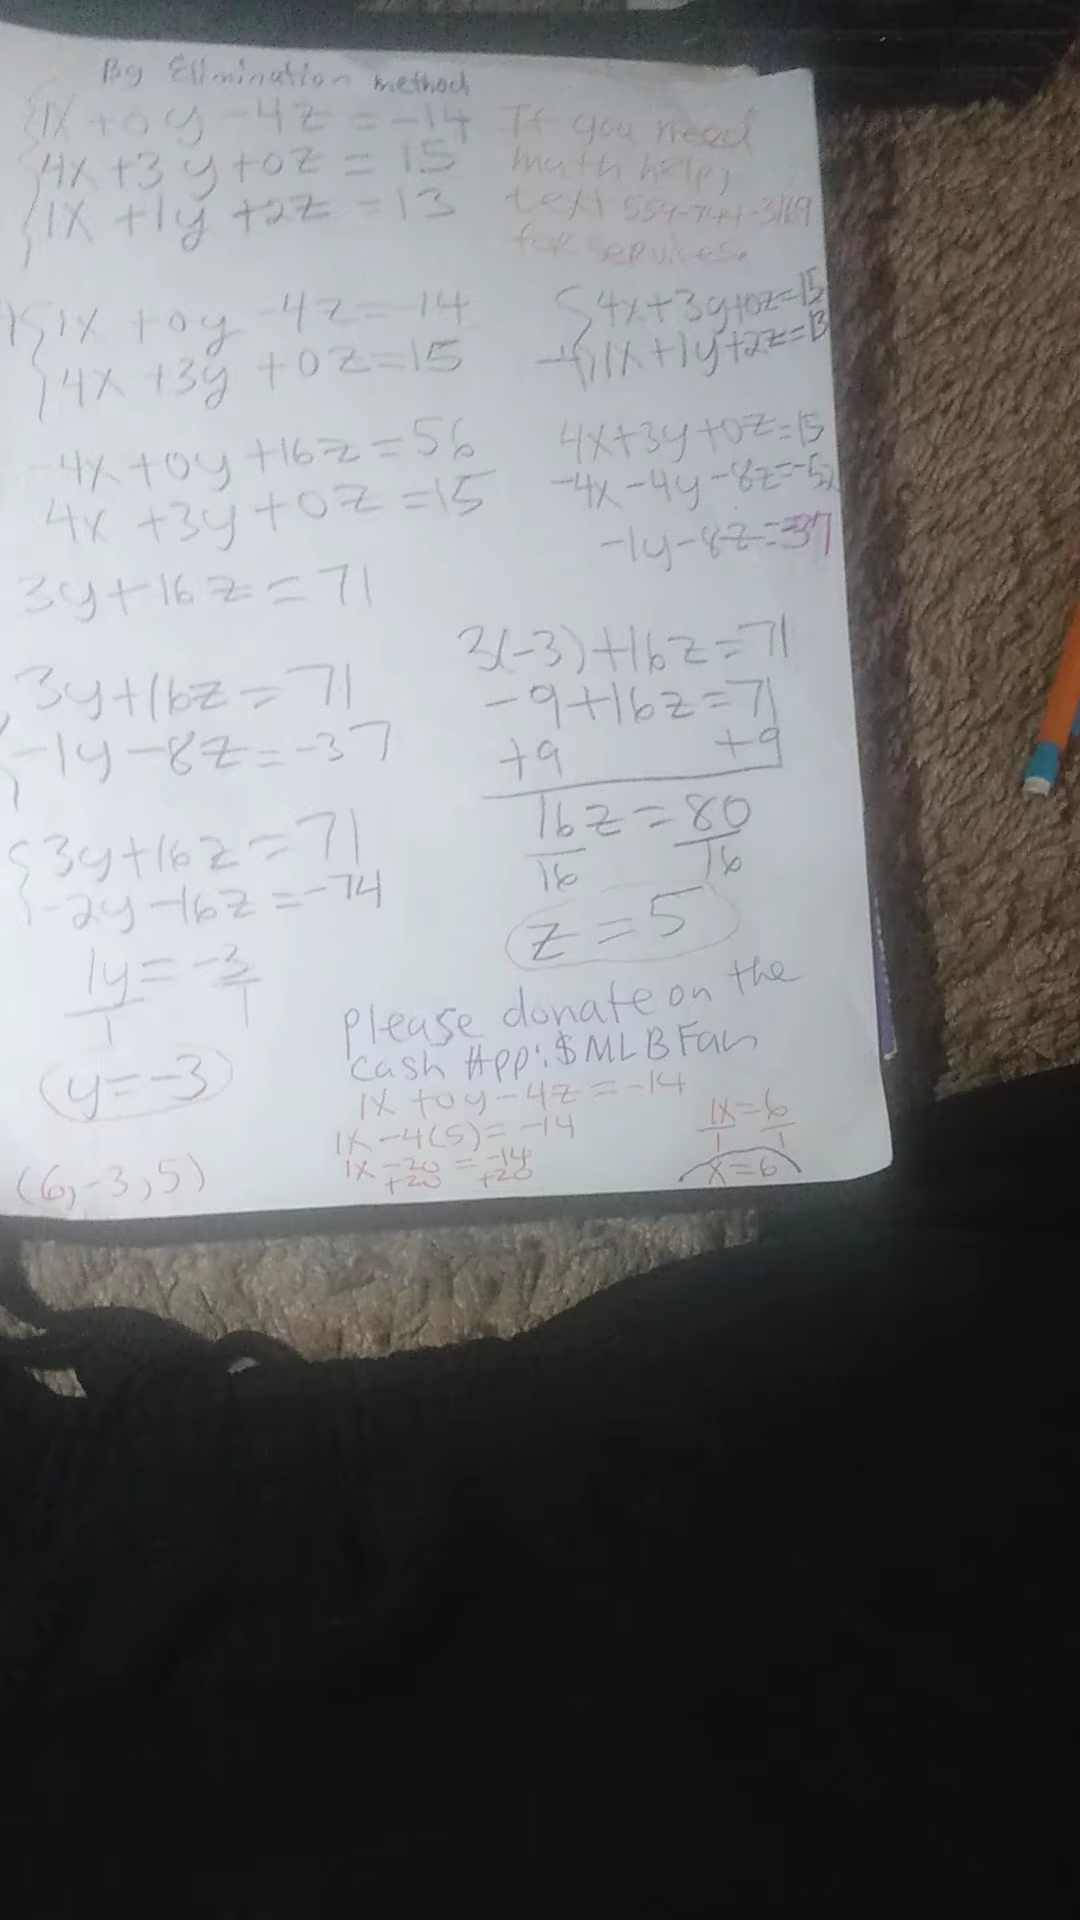 By Elimination method
1x+0y-4z=-14
4x+3y+0z=15
1x+1y+2z=13
If you need
math help,
text
for services.
1x+0y-4z=-14
4x+3y+0z=15
-4x+0y+16z=56
4x+3y+0z=15
3y+16z=71
4x+3y+0z=15
1x+1y+2z=13
4x+3y+0z=15
-4x-4y-8z=-52
-1y-8z=-37
3y+16z=71
-1y-8z=-37
3y+16z=71
-2y-16z=-74
1y=-3
1 1
y=-3
(6,-3,5)
3(-3)+16z=71
-9+16z=71
+9 +9
16z=80
16 16
z=5
Please donate on the
Cash App:$MLBFan
1x+0y-4z=-14
1x-4(5)=-14
1x-20=-14
+20 +20
1x=6
1 1
x=6